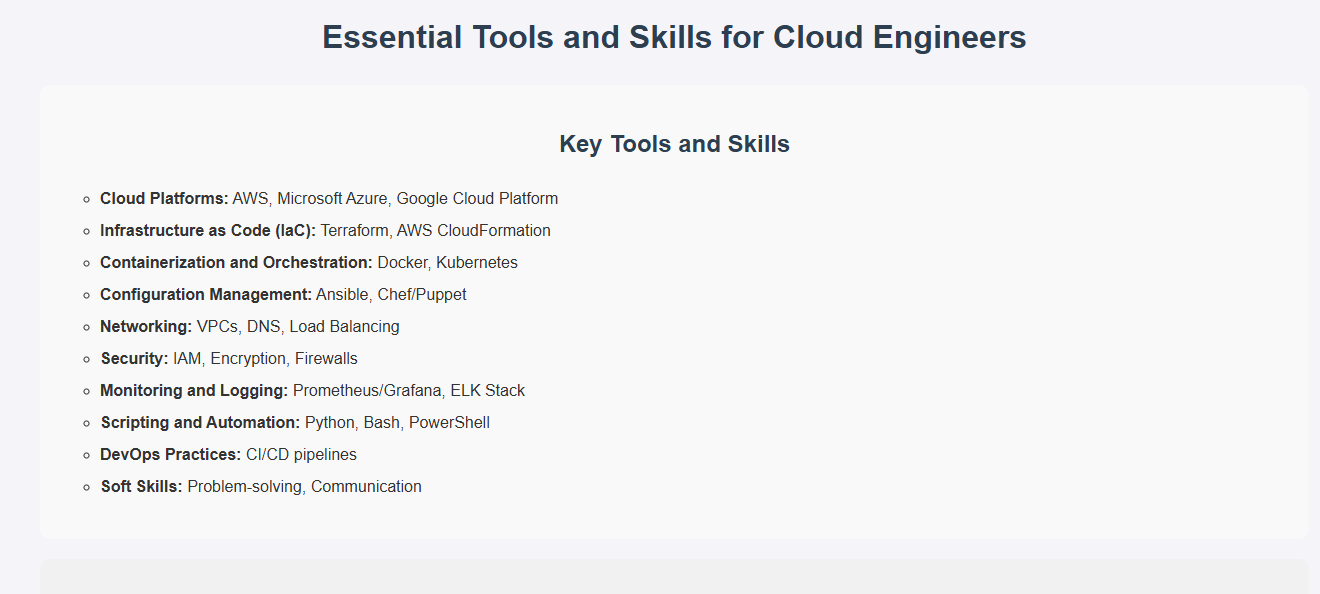 Essential Tools and Skills for Cloud Engineers
Key Tools and Skills
Cloud Platforms: AWS, Microsoft Azure, Google Cloud Platform
Infrastructure as Code (IaC): Terraform, AWS CloudFormation
Containerization and Orchestration: Docker, Kubernetes
Configuration Management: Ansible, Chef/Puppet
Networking: VPCs, DNS, Load Balancing
Security: IAM, Encryption, Firewalls
Monitoring and Logging: Prometheus/Grafana, ELK Stack
Scripting and Automation: Python, Bash, PowerShell
DevOps Practices: CI/CD pipelines
Soft Skills: Problem-solving, Communication